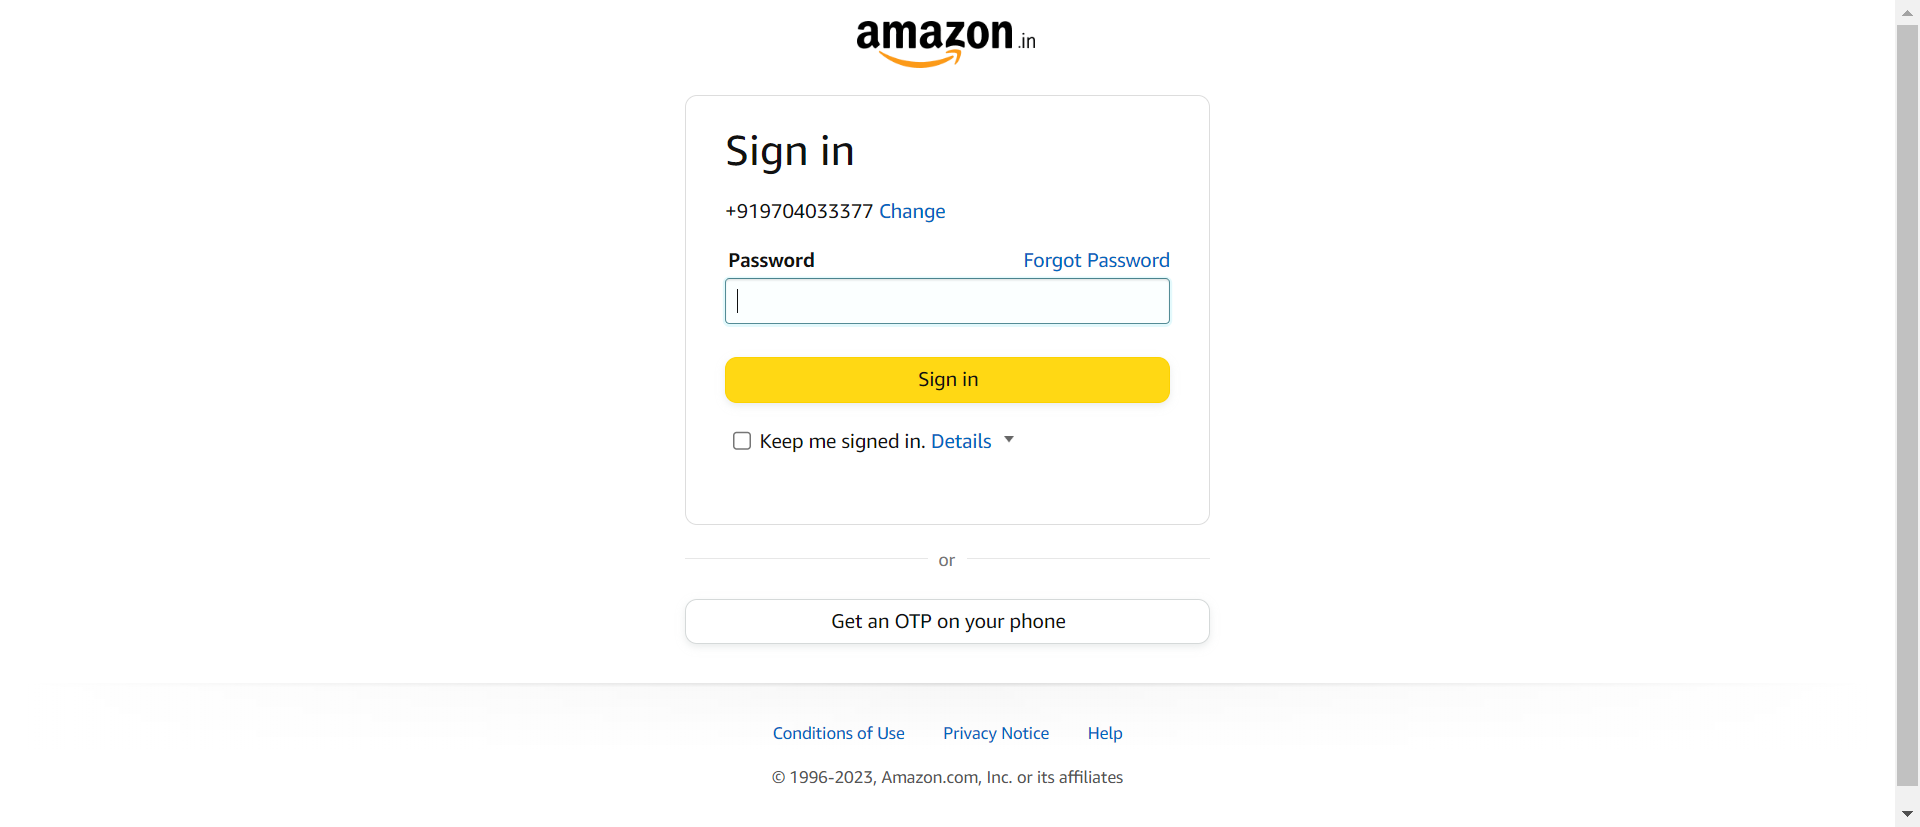 amazon.in
Sign in
+919704033377 Change
Password Forgot Password
Sign in
Keep me signed in. Details
or
Get an OTP on your phone
Conditions of Use Privacy Notice Help
© 1996-2023, Amazon.com, Inc. or its affiliates